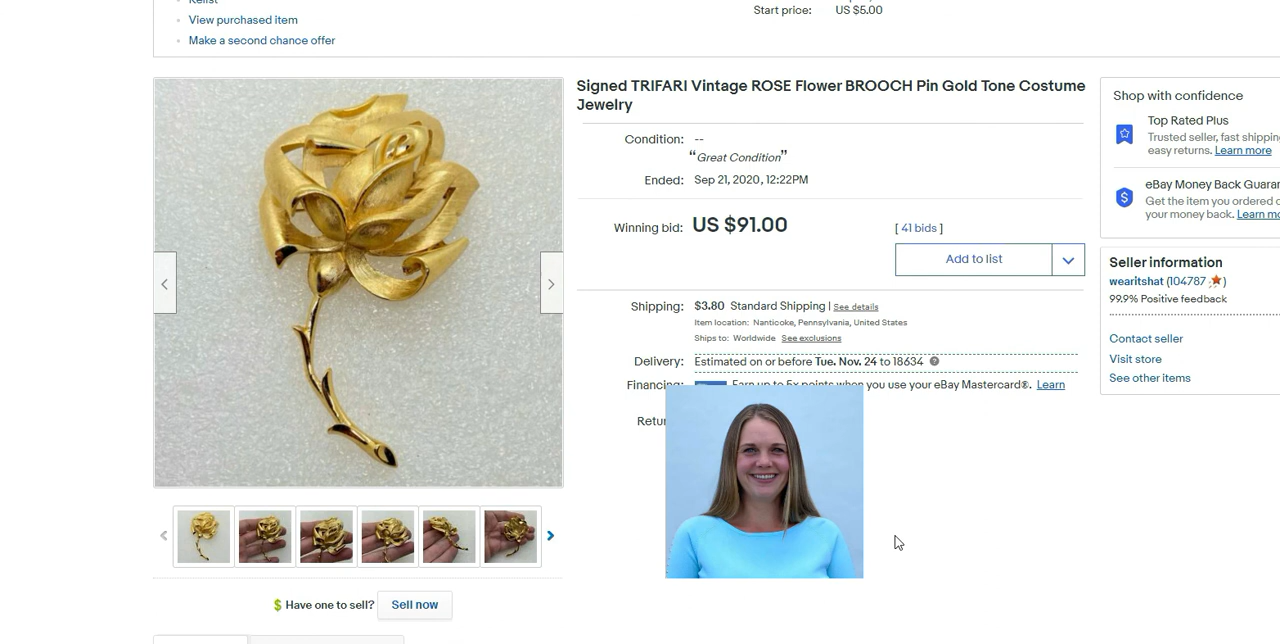 View purchased item
Make a second chance offer
Start price: US $5.00
Signed TRIFARI Vintage ROSE Flower BROOCH Pin Gold Tone Costume
Jewelry
Condition: --
“Great Condition”
Ended: Sep 21, 2020, 12:22PM
Winning bid: US $91.00 [ 41 bids ]
Add to list
Shipping: $3.80 Standard Shipping | See details
Item location: Nanticoke, Pennsylvania, United States
Ships to: Worldwide See exclusions
Delivery: Estimated on or before Tue. Nov. 24 to 18634
Financing: Earn up to 5x points when you use your eBay Mastercard®. Learn
Retur
$ Have one to sell? Sell now
Shop with confidence
Top Rated Plus
Trusted seller, fast shipping
easy returns. Learn more
eBay Money Back Guaran
Get the item you ordered o
your money back. Learn mo
Seller information
wearitshat (104787)
99.9% Positive feedback
Contact seller
Visit store
See other items